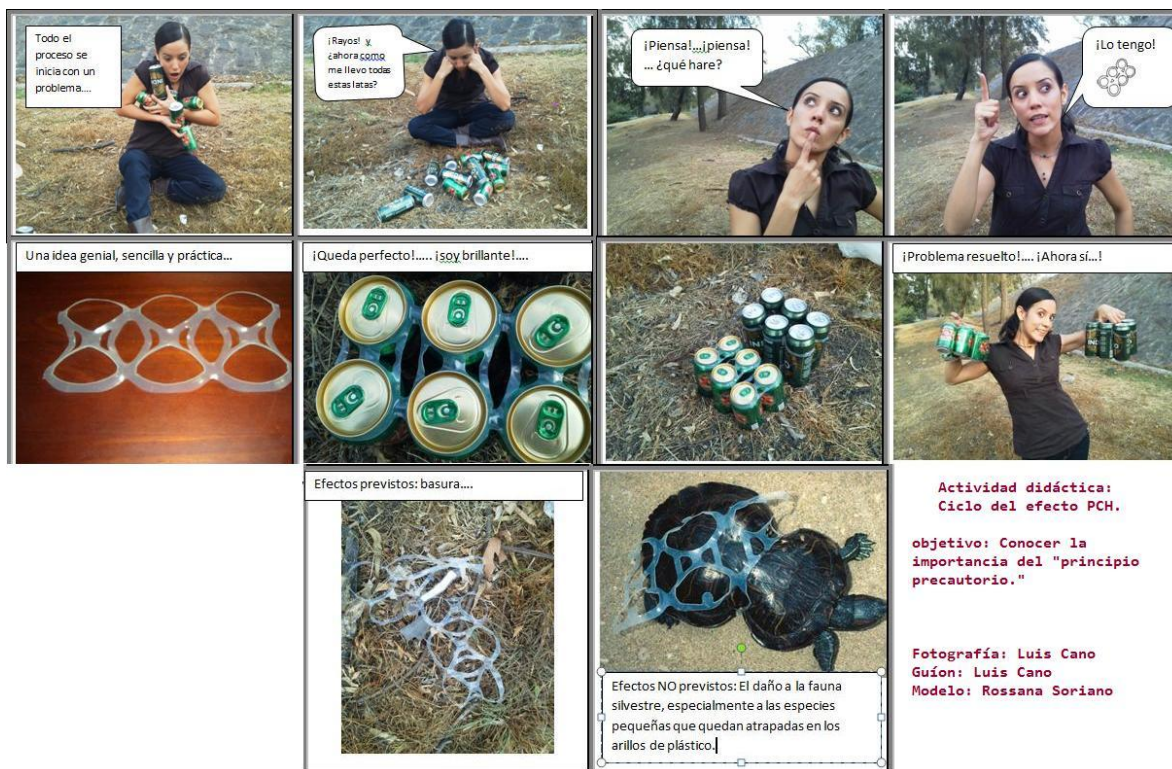 Todo el
proceso se
inicia con un
problema....
¡Rayos! y
¿ahora como
me llevo todas
estas latas?
¡Piensa!...¡piensa!
... ¿qué hare?
¡Lo tengo!
Una idea genial, sencilla y práctica...
¡Queda perfecto!..... ¡soy brillante!....
¡Problema resuelto!.... ¡Ahora sí...!
Efectos previstos: basura....
Efectos NO previstos: El daño a la fauna
silvestre, especialmente a las especies
pequeñas que quedan atrapadas en los
arillos de plástico.
Actividad didáctica:
Ciclo del efecto PCH.
objetivo: Conocer la
importancia del "principio
precautorio."
Fotografía: Luis Cano
Guíon: Luis Cano
Modelo: Rossana Soriano